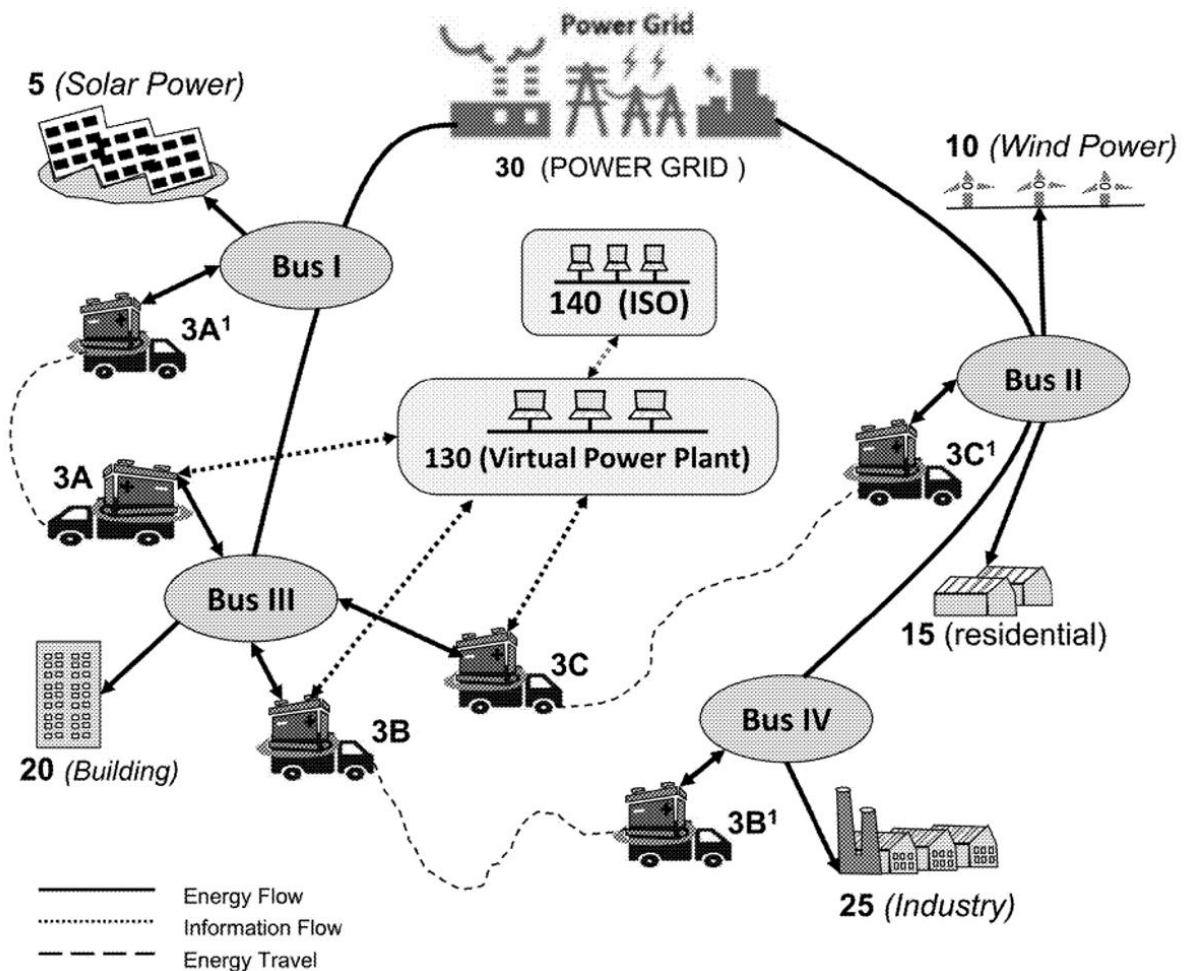 Power Grid
5 (Solar Power)
30 (POWER GRID )
10 (Wind Power)
Bus I
140 (ISO)
3A¹
Bus II
130 (Virtual Power Plant)
3C¹
3A
Bus III
15 (residential)
3C
Bus IV
3B
20 (Building)
3B¹
25 (Industry)
Energy Flow
Information Flow
Energy Travel